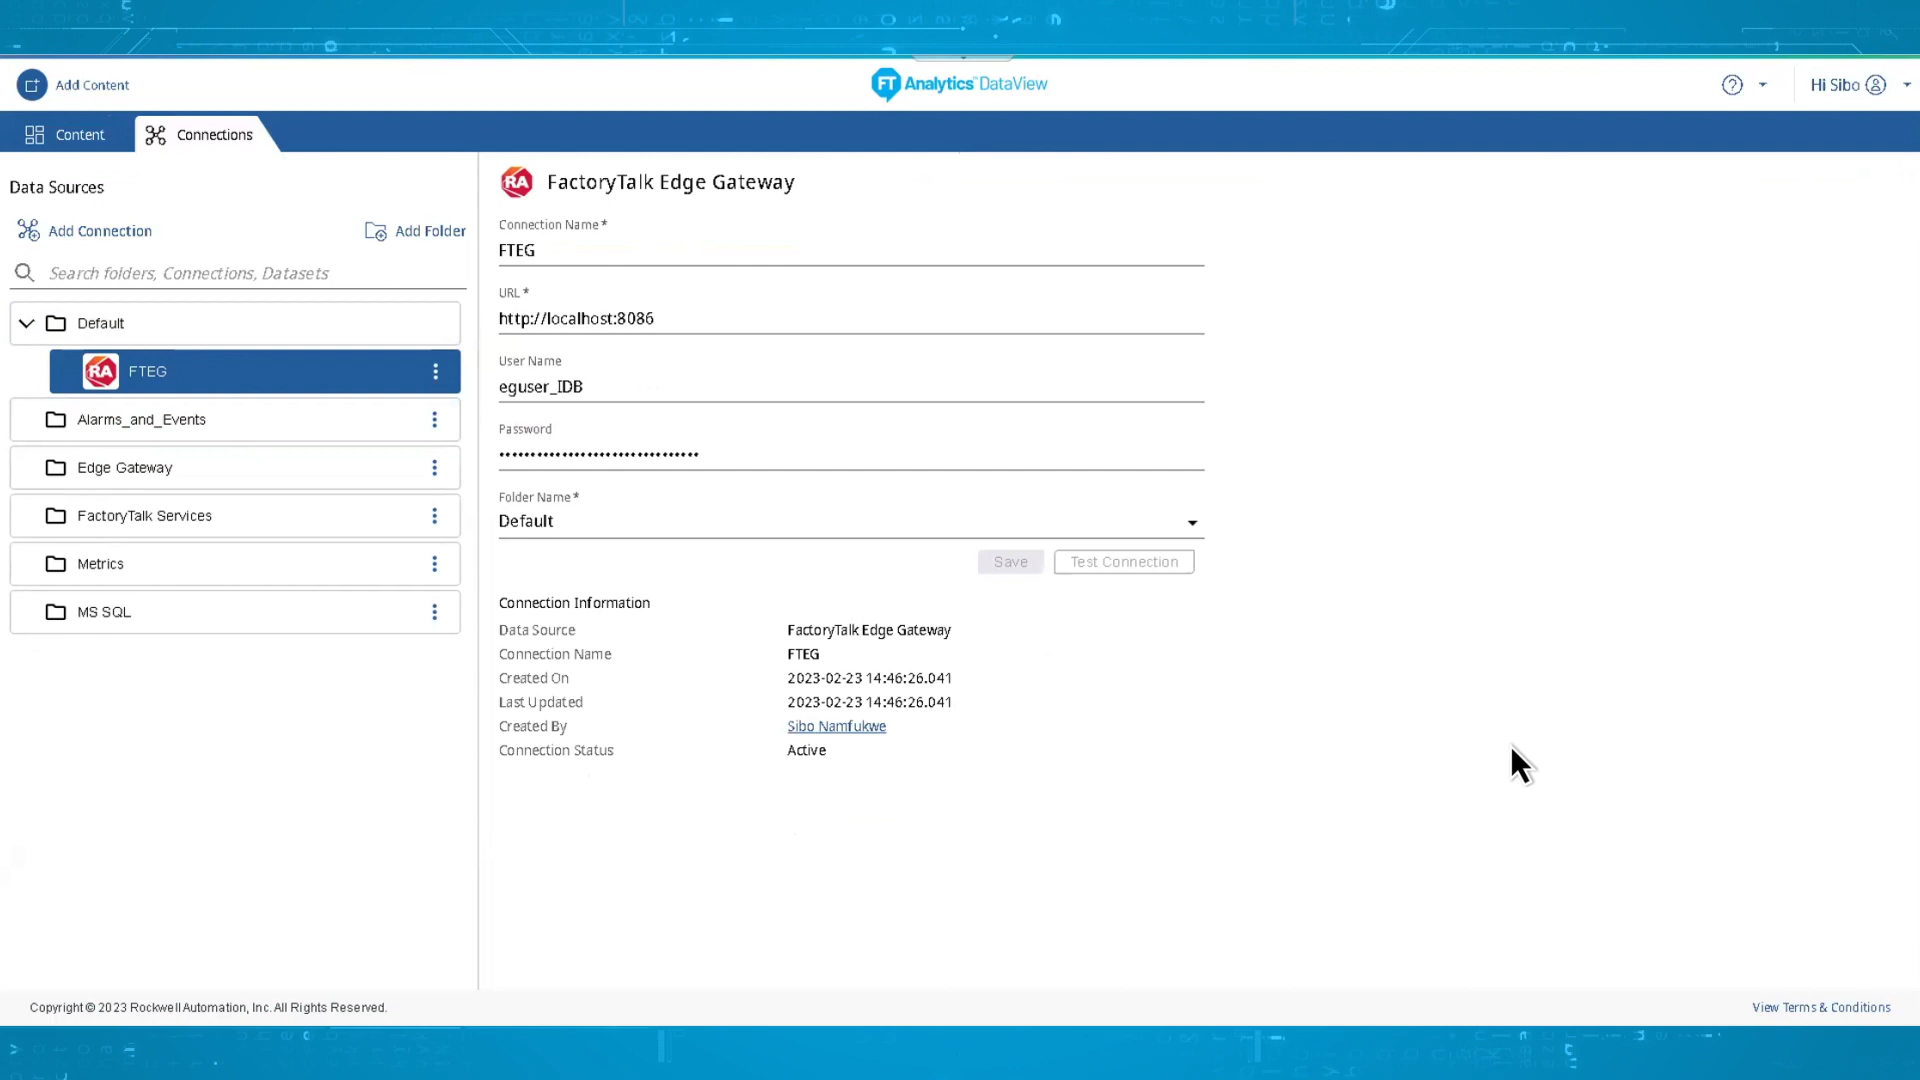 Add Content
FT Analytics™ DataView
Hi Sibo
Content
Connections
Data Sources
Add Connection
Add Folder
Search folders, Connections, Datasets
Default
RA FTEG
Alarms_and_Events
Edge Gateway
FactoryTalk Services
Metrics
MS SQL
RA FactoryTalk Edge Gateway
Connection Name *
FTEG
URL *
http://localhost:8086
User Name
eguser_IDB
Password
••••••••••••••••••••••••••••••••
Folder Name *
Default
Save
Test Connection
Connection Information
Data Source FactoryTalk Edge Gateway
Connection Name FTEG
Created On 2023-02-23 14:46:26.041
Last Updated 2023-02-23 14:46:26.041
Created By Sibo Namfukwe
Connection Status Active
Copyright © 2023 Rockwell Automation, Inc. All Rights Reserved.
View Terms & Conditions